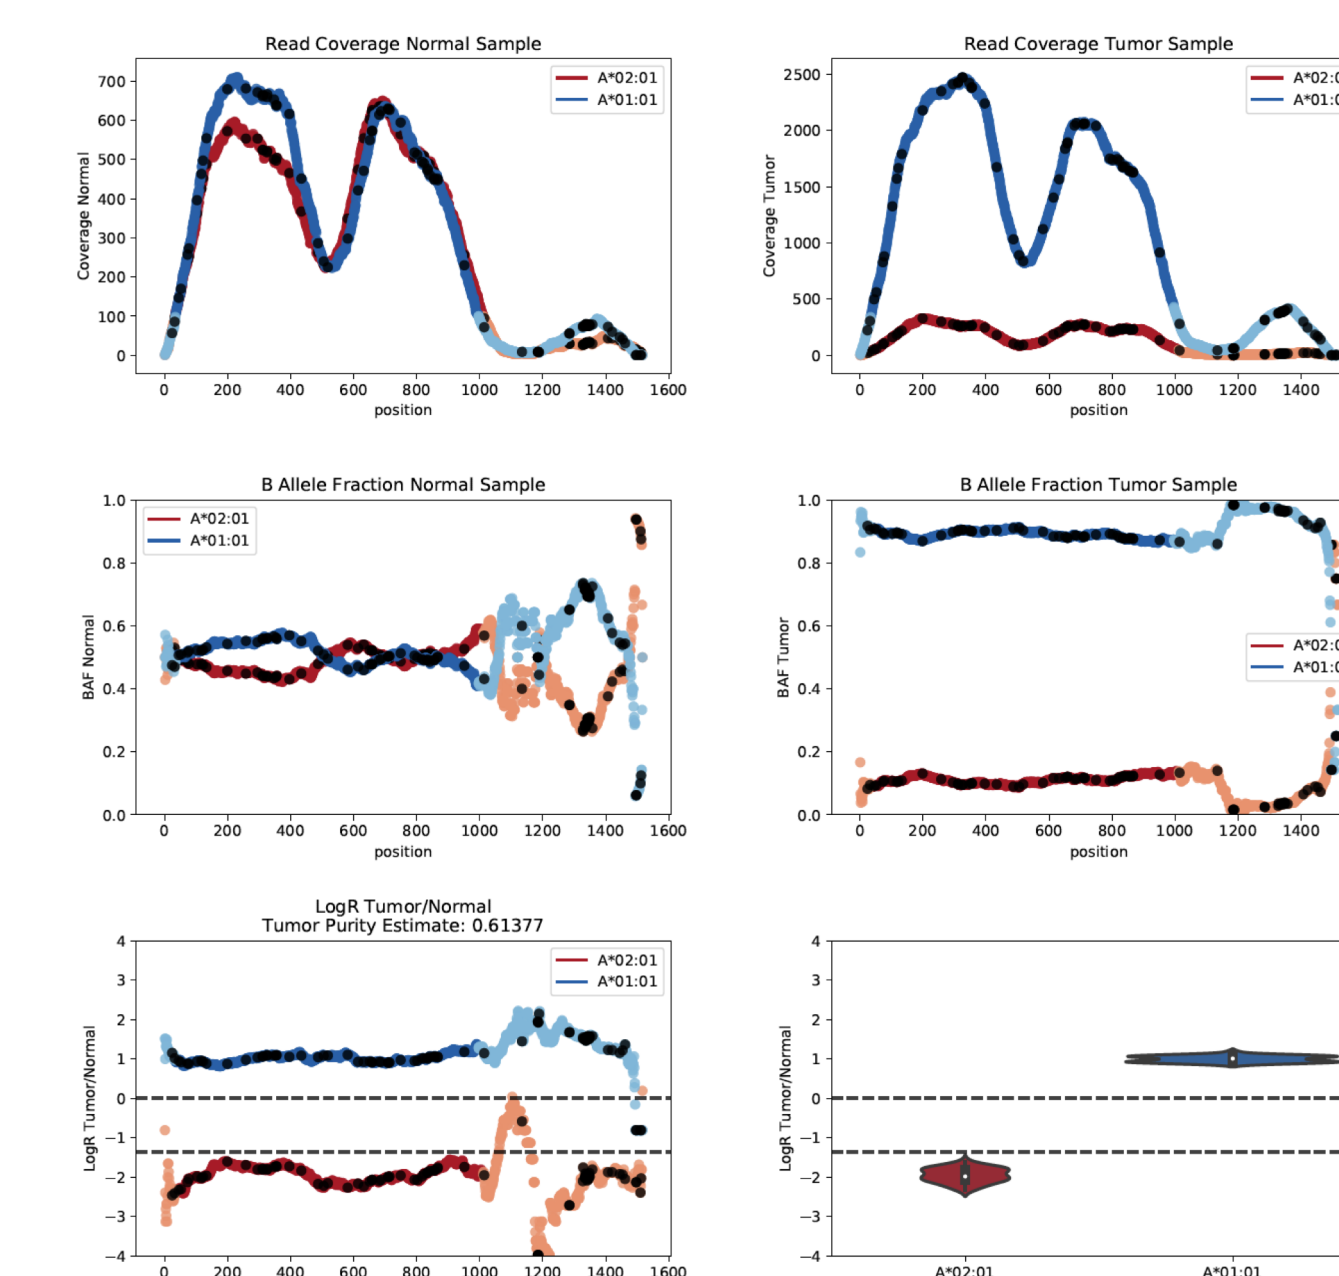 Read Coverage Normal Sample
700
600
500
400
300
200
100
0
Coverage Normal
A*02:01
A*01:01
0 200 400 600 800 1000 1200 1400 1600
position
Read Coverage Tumor Sample
2500
2000
1500
1000
500
0
Coverage Tumor
A*02:0
A*01:0
0 200 400 600 800 1000 1200 1400
position
B Allele Fraction Normal Sample
1.0
0.8
0.6
0.4
0.2
0.0
BAF Normal
A*02:01
A*01:01
0 200 400 600 800 1000 1200 1400 1600
position
B Allele Fraction Tumor Sample
1.0
0.8
0.6
0.4
0.2
0.0
BAF Tumor
A*02:0
A*01:0
0 200 400 600 800 1000 1200 1400
position
LogR Tumor/Normal
Tumor Purity Estimate: 0.61377
4
3
2
1
0
−1
−2
−3
−4
LogR Tumor/Normal
A*02:01
A*01:01
0 200 400 600 800 1000 1200 1400 1600
4
3
2
1
0
−1
−2
−3
−4
LogR Tumor/Normal
A*02:01 A*01:01